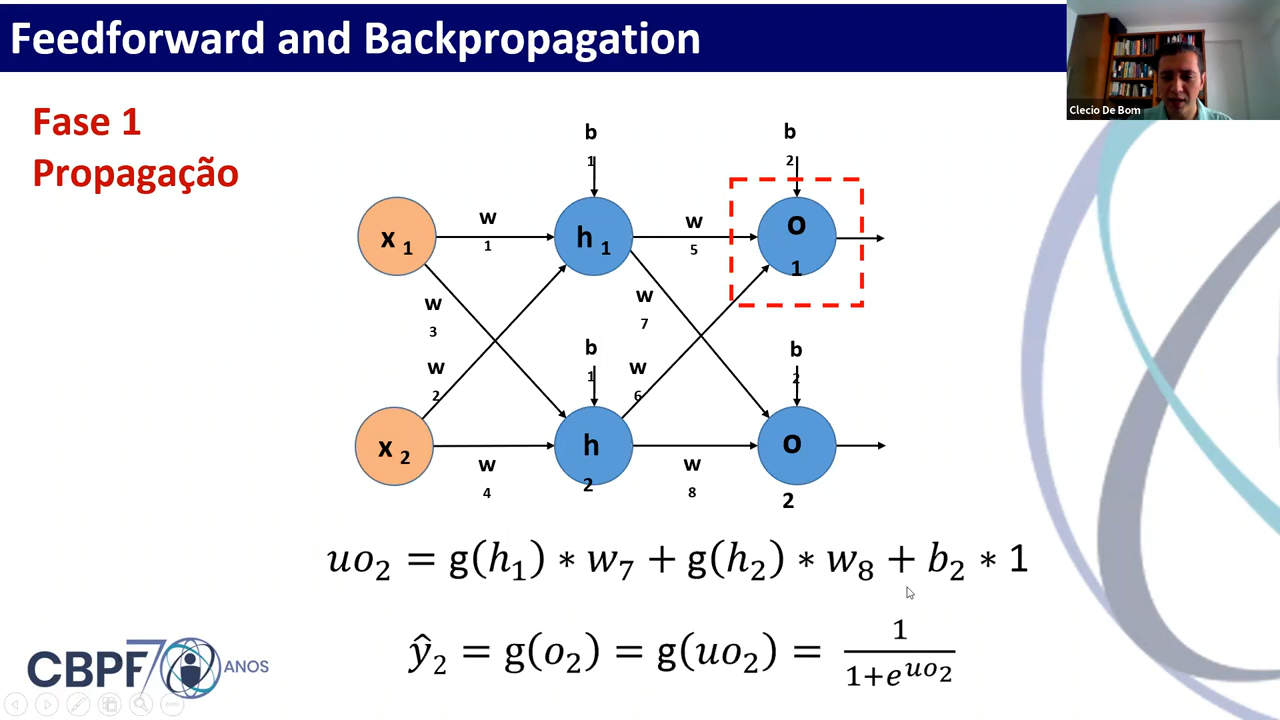 Feedforward and Backpropagation
Clecio De Bom
Fase 1
Propagação
b 1
b 2
x 1
w 1
h 1
w 5
o 1
w 3
w 7
w 2
b 1
w 6
b 2
x 2
w 4
h 2
w 8
o 2
uo₂ = g(h₁) ∗ w₇ + g(h₂) ∗ w₈ + b₂ ∗ 1
ŷ₂ = g(o₂) = g(uo₂) = 1 / 1+e^uo₂
CBPF 70 ANOS